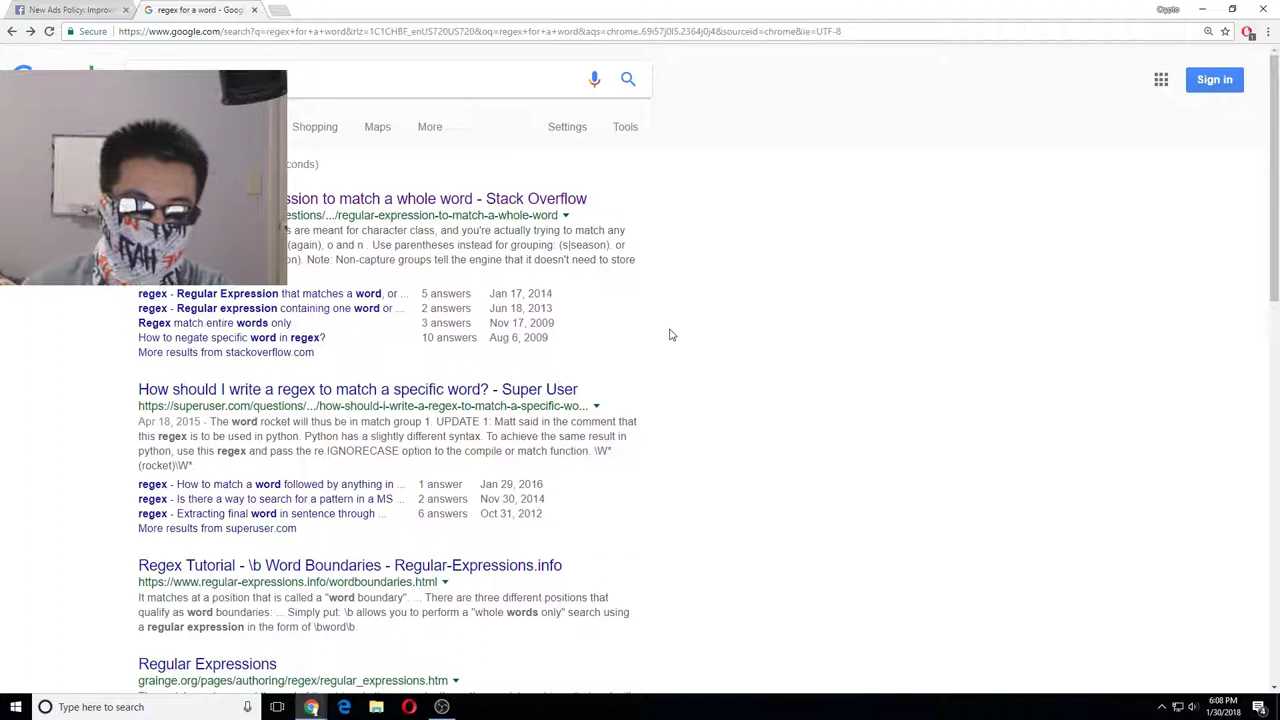 New Ads Policy: Improvi
regex for a word - Googl
Crypto
Secure
https://www.google.com/search?q=regex+for+a+word&rlz=1C1CHBF_enUS720US720&oq=regex+for+a+word&aqs=chrome..69i57j0l5.2364j0j4&sourceid=chrome&ie=UTF-8
Sign in
Shopping Maps More Settings Tools
conds)
ssion to match a whole word - Stack Overflow
estions/.../regular-expression-to-match-a-whole-word
s are meant for character class, and you're actually trying to match any
(again), o and n . Use parentheses instead for grouping: (s|season). or
on). Note: Non-capture groups tell the engine that it doesn't need to store
regex - Regular Expression that matches a word, or ... 5 answers Jan 17, 2014
regex - Regular expression containing one word or ... 2 answers Jun 18, 2013
Regex match entire words only 3 answers Nov 17, 2009
How to negate specific word in regex? 10 answers Aug 6, 2009
More results from stackoverflow.com
How should I write a regex to match a specific word? - Super User
https://superuser.com/questions/.../how-should-i-write-a-regex-to-match-a-specific-wo...
Apr 18, 2015 - The word rocket will thus be in match group 1. UPDATE 1: Matt said in the comment that
this regex is to be used in python. Python has a slightly different syntax. To achieve the same result in
python, use this regex and pass the re.IGNORECASE option to the compile or match function. \W*
(rocket)\W*.
regex - How to match a word followed by anything in ... 1 answer Jan 29, 2016
regex - Is there a way to search for a pattern in a MS ... 2 answers Nov 30, 2014
regex - Extracting final word in sentence through ... 6 answers Oct 31, 2012
More results from superuser.com
Regex Tutorial - \b Word Boundaries - Regular-Expressions.info
https://www.regular-expressions.info/wordboundaries.html
It matches at a position that is called a "word boundary". ... There are three different positions that
qualify as word boundaries: ... Simply put: \b allows you to perform a "whole words only" search using
a regular expression in the form of \bword\b.
Regular Expressions
grainge.org/pages/authoring/regex/regular_expressions.htm
Type here to search
6:08 PM
1/30/2018